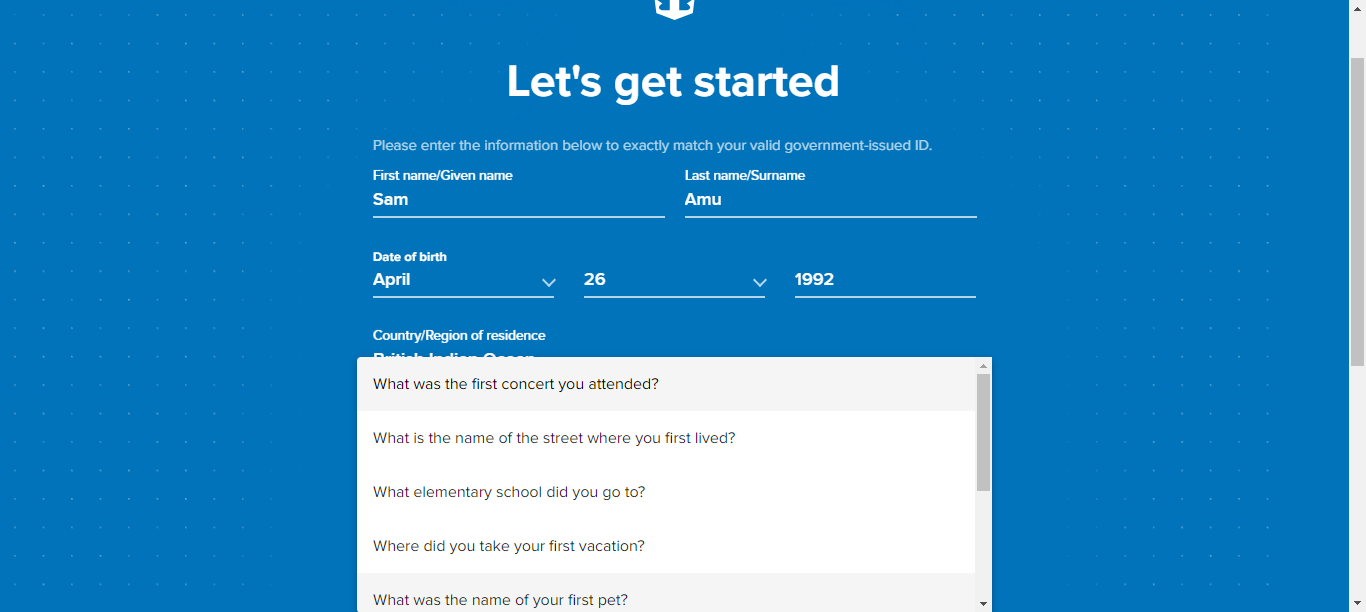 Let's get started
Please enter the information below to exactly match your valid government-issued ID.
First name/Given name
Last name/Surname
Sam
Amu
Date of birth
April
26
1992
Country/Region of residence
British Indian Ocean
What was the first concert you attended?
What is the name of the street where you first lived?
What elementary school did you go to?
Where did you take your first vacation?
What was the name of your first pet?